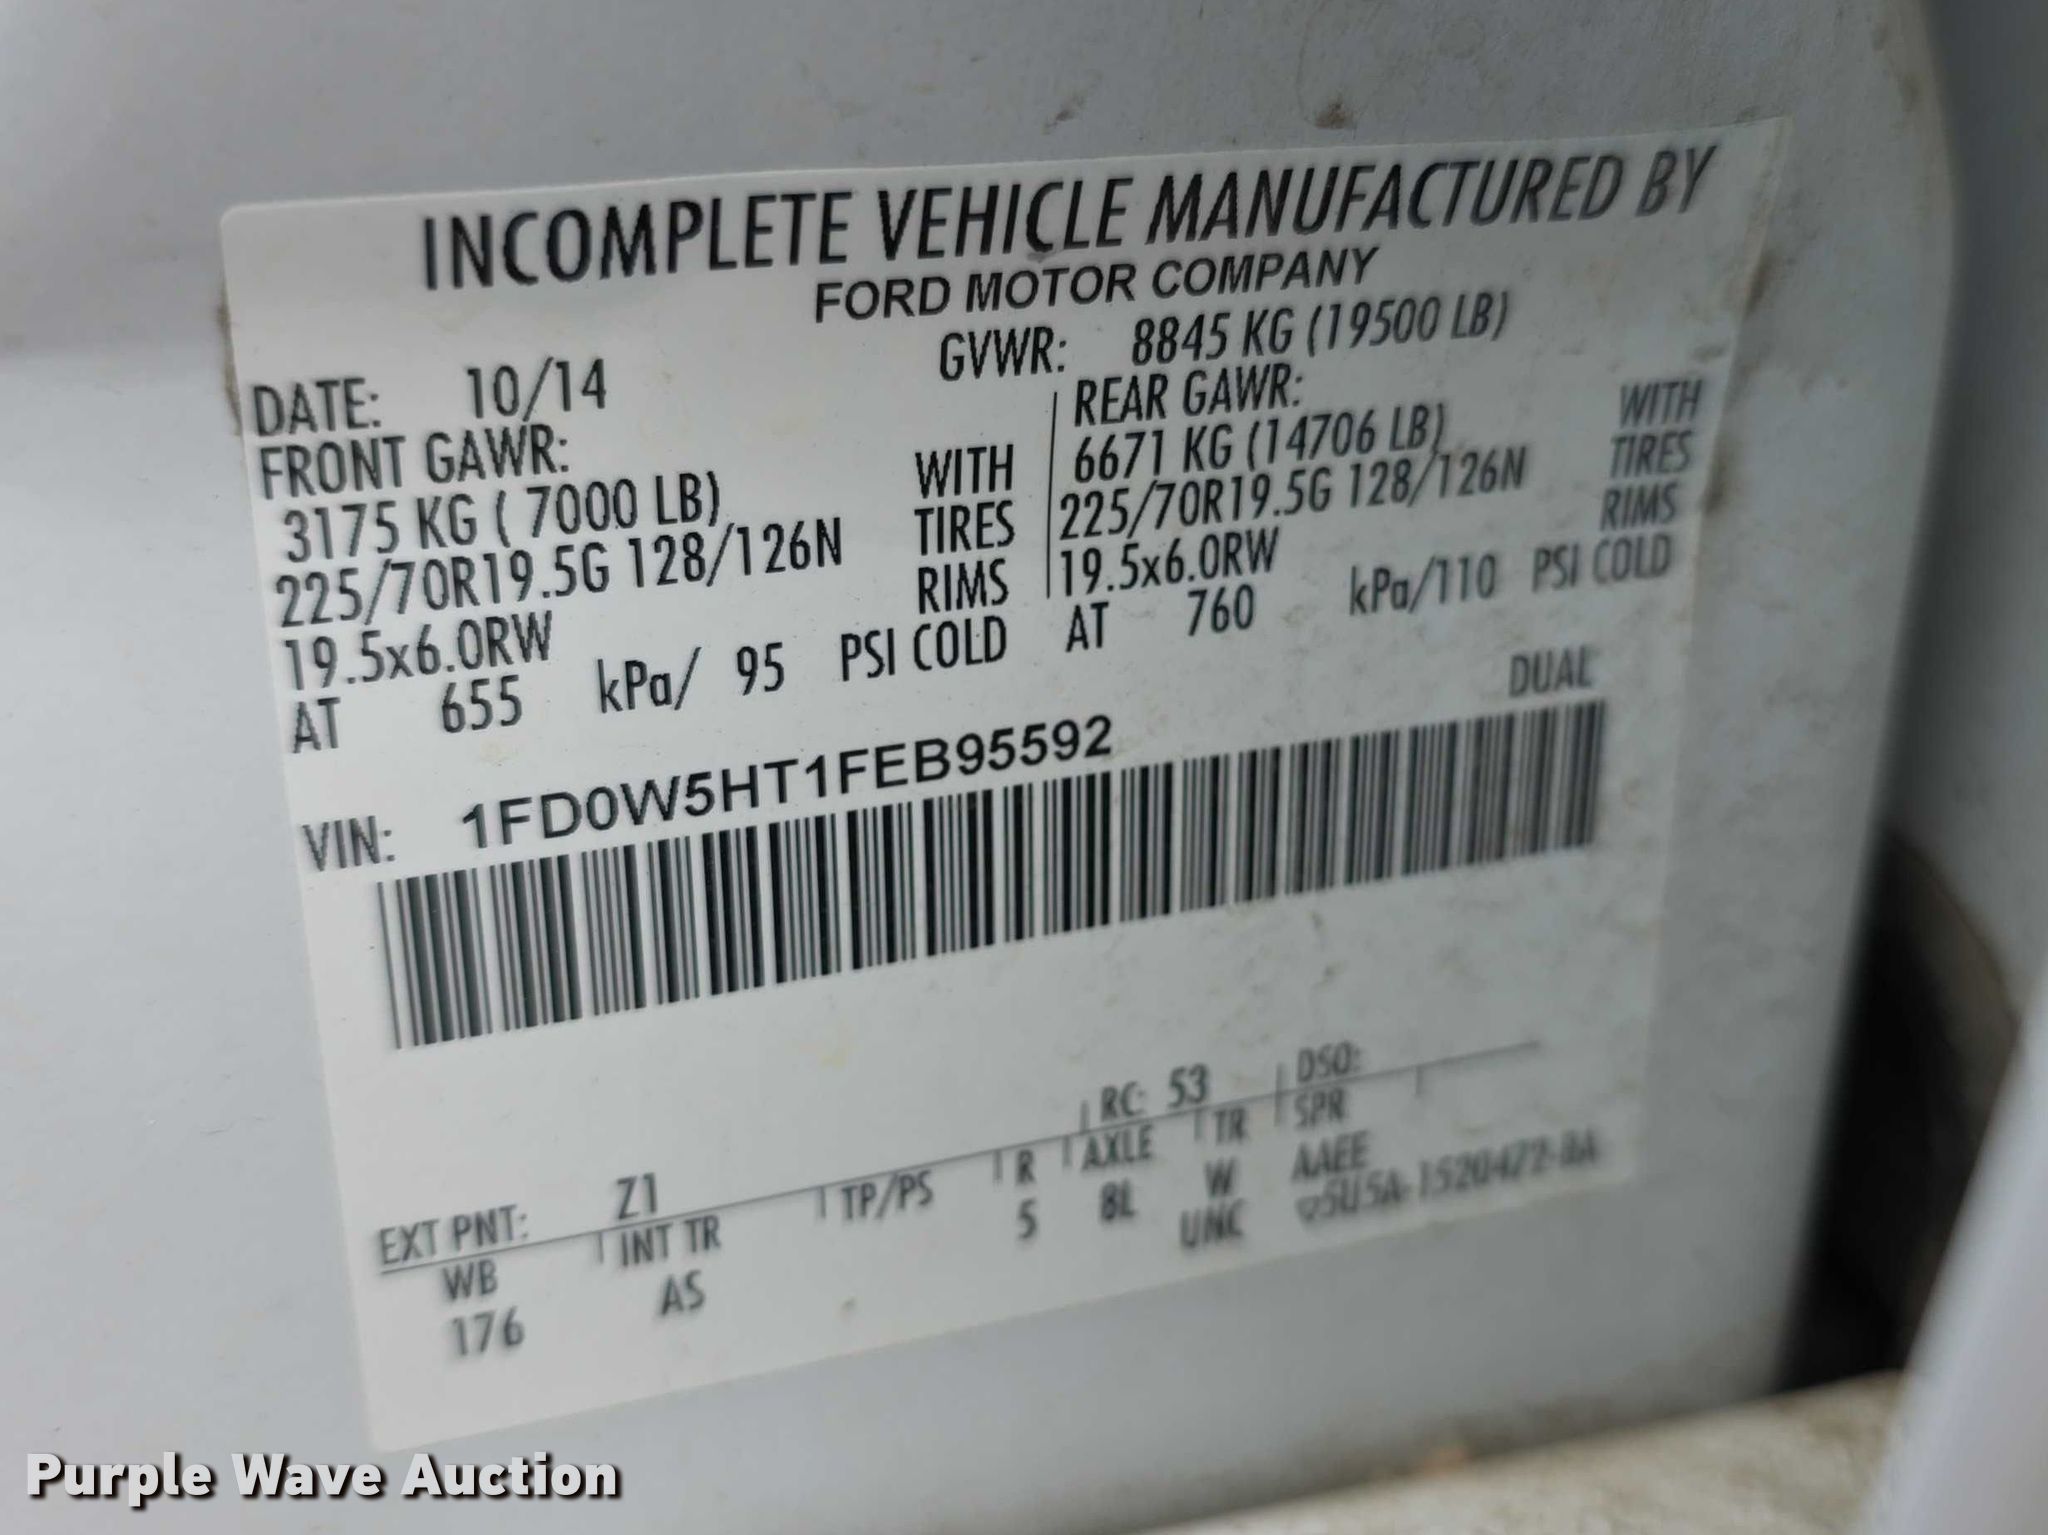 INCOMPLETE VEHICLE MANUFACTURED BY
FORD MOTOR COMPANY
DATE: 10/14 GVWR: 8845 KG (19500 LB)
FRONT GAWR: REAR GAWR:
3175 KG ( 7000 LB) WITH 6671 KG (14706 LB) WITH
225/70R19.5G 128/126N TIRES 225/70R19.5G 128/126N TIRES
19.5x6.0RW RIMS 19.5x6.0RW RIMS
AT 655 kPa/ 95 PSI COLD AT 760 kPa/110 PSI COLD
DUAL
VIN: 1FD0W5HT1FEB95592
EXT PNT: Z1 RC: 53 DSO:
WB INT TR TP/PS R AXLE TR SPR
176 AS 5 8L W AAEE
UNC 5U5A-1520472-BA
Purple Wave Auction